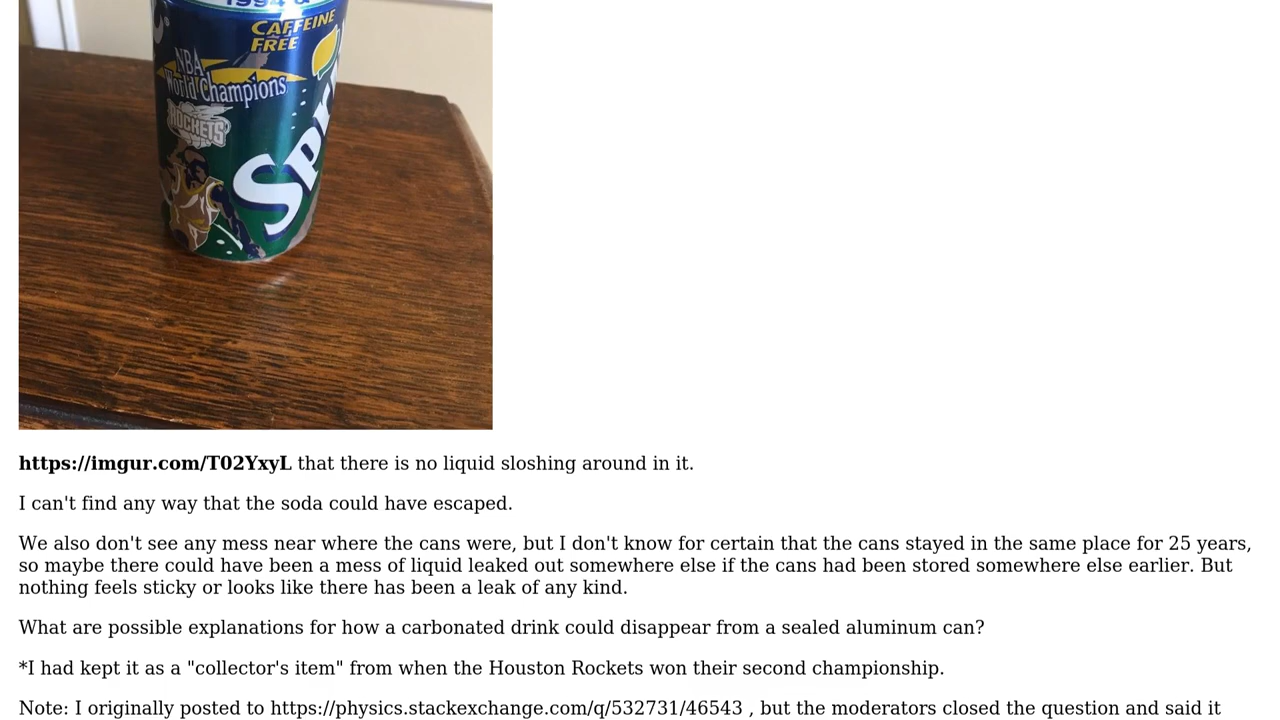 1994 &
CAFFEINE
FREE
NBA
World Champions
ROCKETS
Spr
https://imgur.com/T02YxyL that there is no liquid sloshing around in it.
I can't find any way that the soda could have escaped.
We also don't see any mess near where the cans were, but I don't know for certain that the cans stayed in the same place for 25 years,
so maybe there could have been a mess of liquid leaked out somewhere else if the cans had been stored somewhere else earlier. But
nothing feels sticky or looks like there has been a leak of any kind.
What are possible explanations for how a carbonated drink could disappear from a sealed aluminum can?
*I had kept it as a "collector's item" from when the Houston Rockets won their second championship.
Note: I originally posted to https://physics.stackexchange.com/q/532731/46543 , but the moderators closed the question and said it